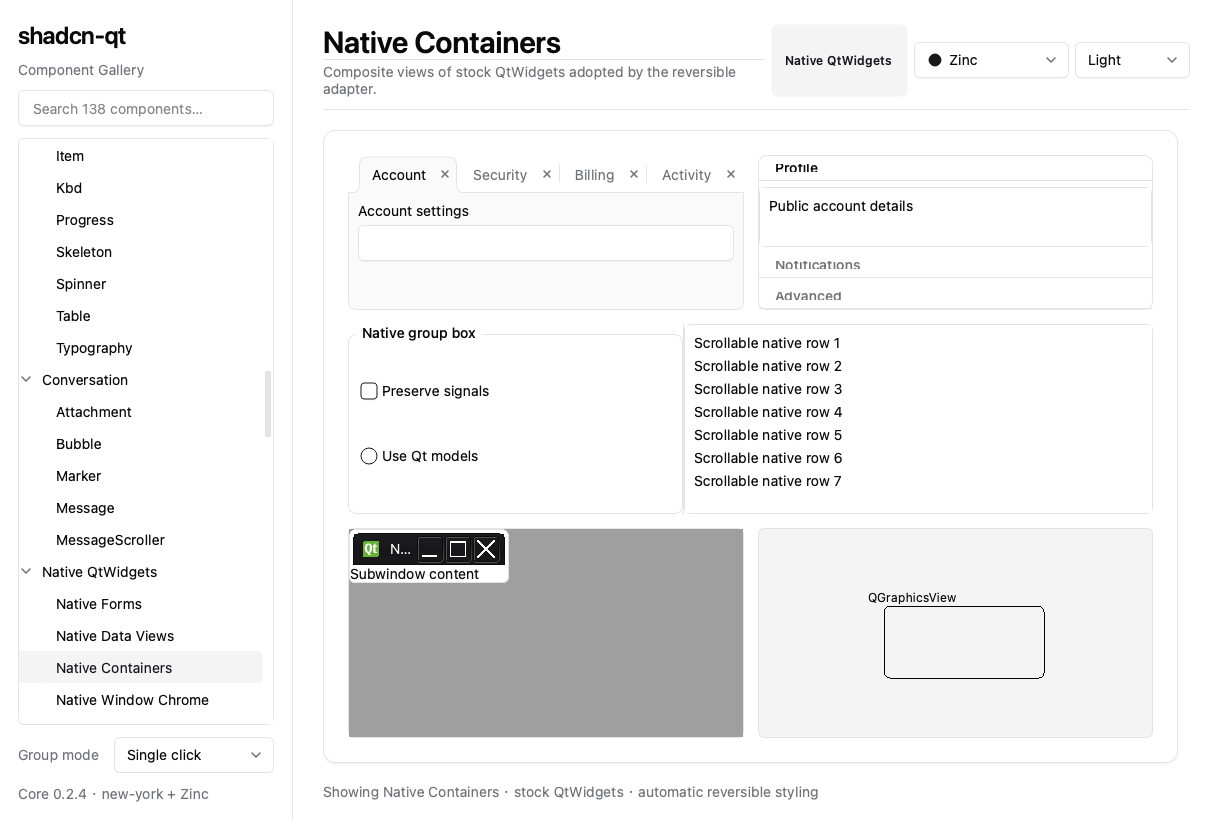 shadcn-qt
Component Gallery
Search 138 components...
Item
Kbd
Progress
Skeleton
Spinner
Table
Typography
Conversation
Attachment
Bubble
Marker
Message
MessageScroller
Native QtWidgets
Native Forms
Native Data Views
Native Containers
Native Window Chrome
Group mode
Single click
Core 0.2.4 · new-york + Zinc
Native Containers
Composite views of stock QtWidgets adopted by the reversible
adapter.
Native QtWidgets
Zinc
Light
Account
Security
Billing
Activity
Account settings
Profile
Public account details
Notifications
Advanced
Native group box
Preserve signals
Use Qt models
Scrollable native row 1
Scrollable native row 2
Scrollable native row 3
Scrollable native row 4
Scrollable native row 5
Scrollable native row 6
Scrollable native row 7
Qt N...
Subwindow content
QGraphicsView
Showing Native Containers · stock QtWidgets · automatic reversible styling